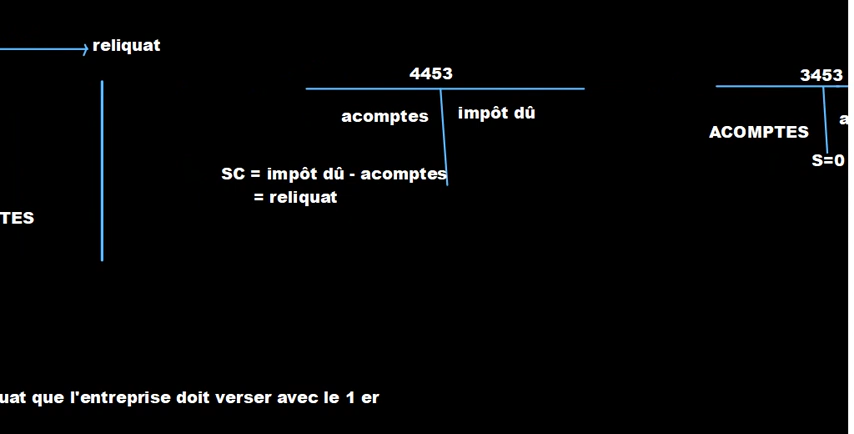 reliquat
4453
3453
acomptes
impôt dû
ACOMPTES
S=0
SC = impôt dû - acomptes
= reliquat
TES
uat que l'entreprise doit verser avec le 1 er